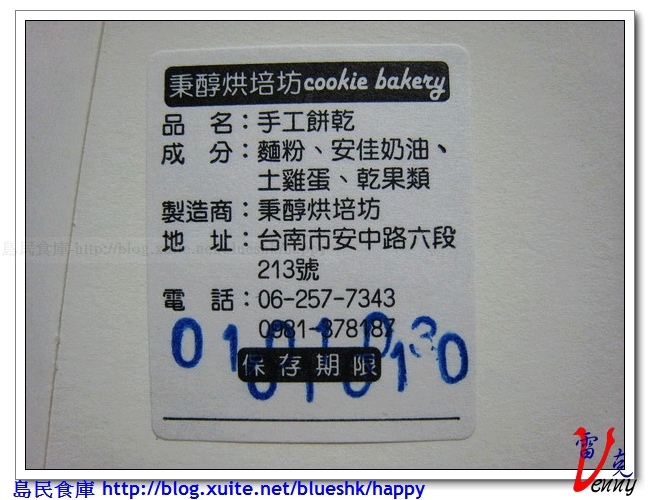 秉醇烘培坊cookie bakery
品 名：手工餅乾
成 分：麵粉、安佳奶油、
土雞蛋、乾果類
製造商：秉醇烘培坊
地 址：台南市安中路六段
213號
電 話：06-257-7343
0981-378187
保存期限
島民食庫 http://blog.xuite.net/blueshk/happy
雷克
Venny